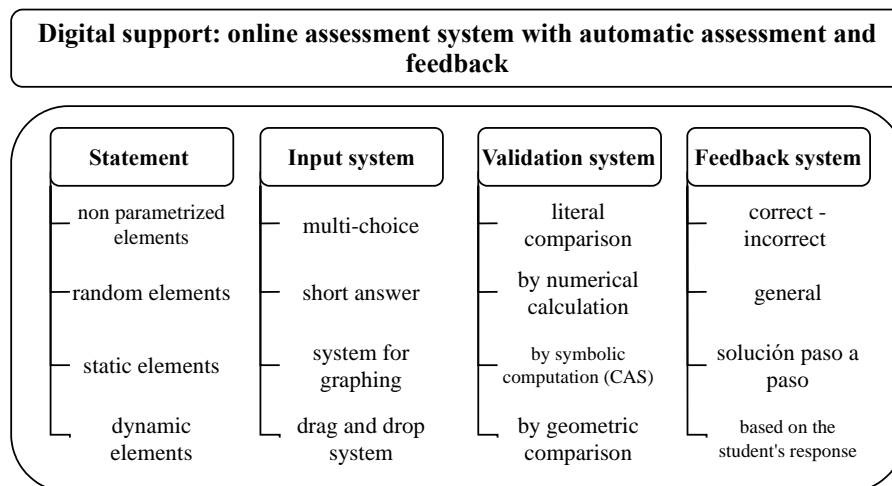 Digital support: online assessment system with automatic assessment and
feedback
Statement
non parametrized
elements
random elements
static elements
dynamic
elements
Input system
multi-choice
short answer
system for
graphing
drag and drop
system
Validation system
literal
comparison
by numerical
calculation
by symbolic
computation (CAS)
by geometric
comparison
Feedback system
correct -
incorrect
general
solución paso a
paso
based on the
student's response